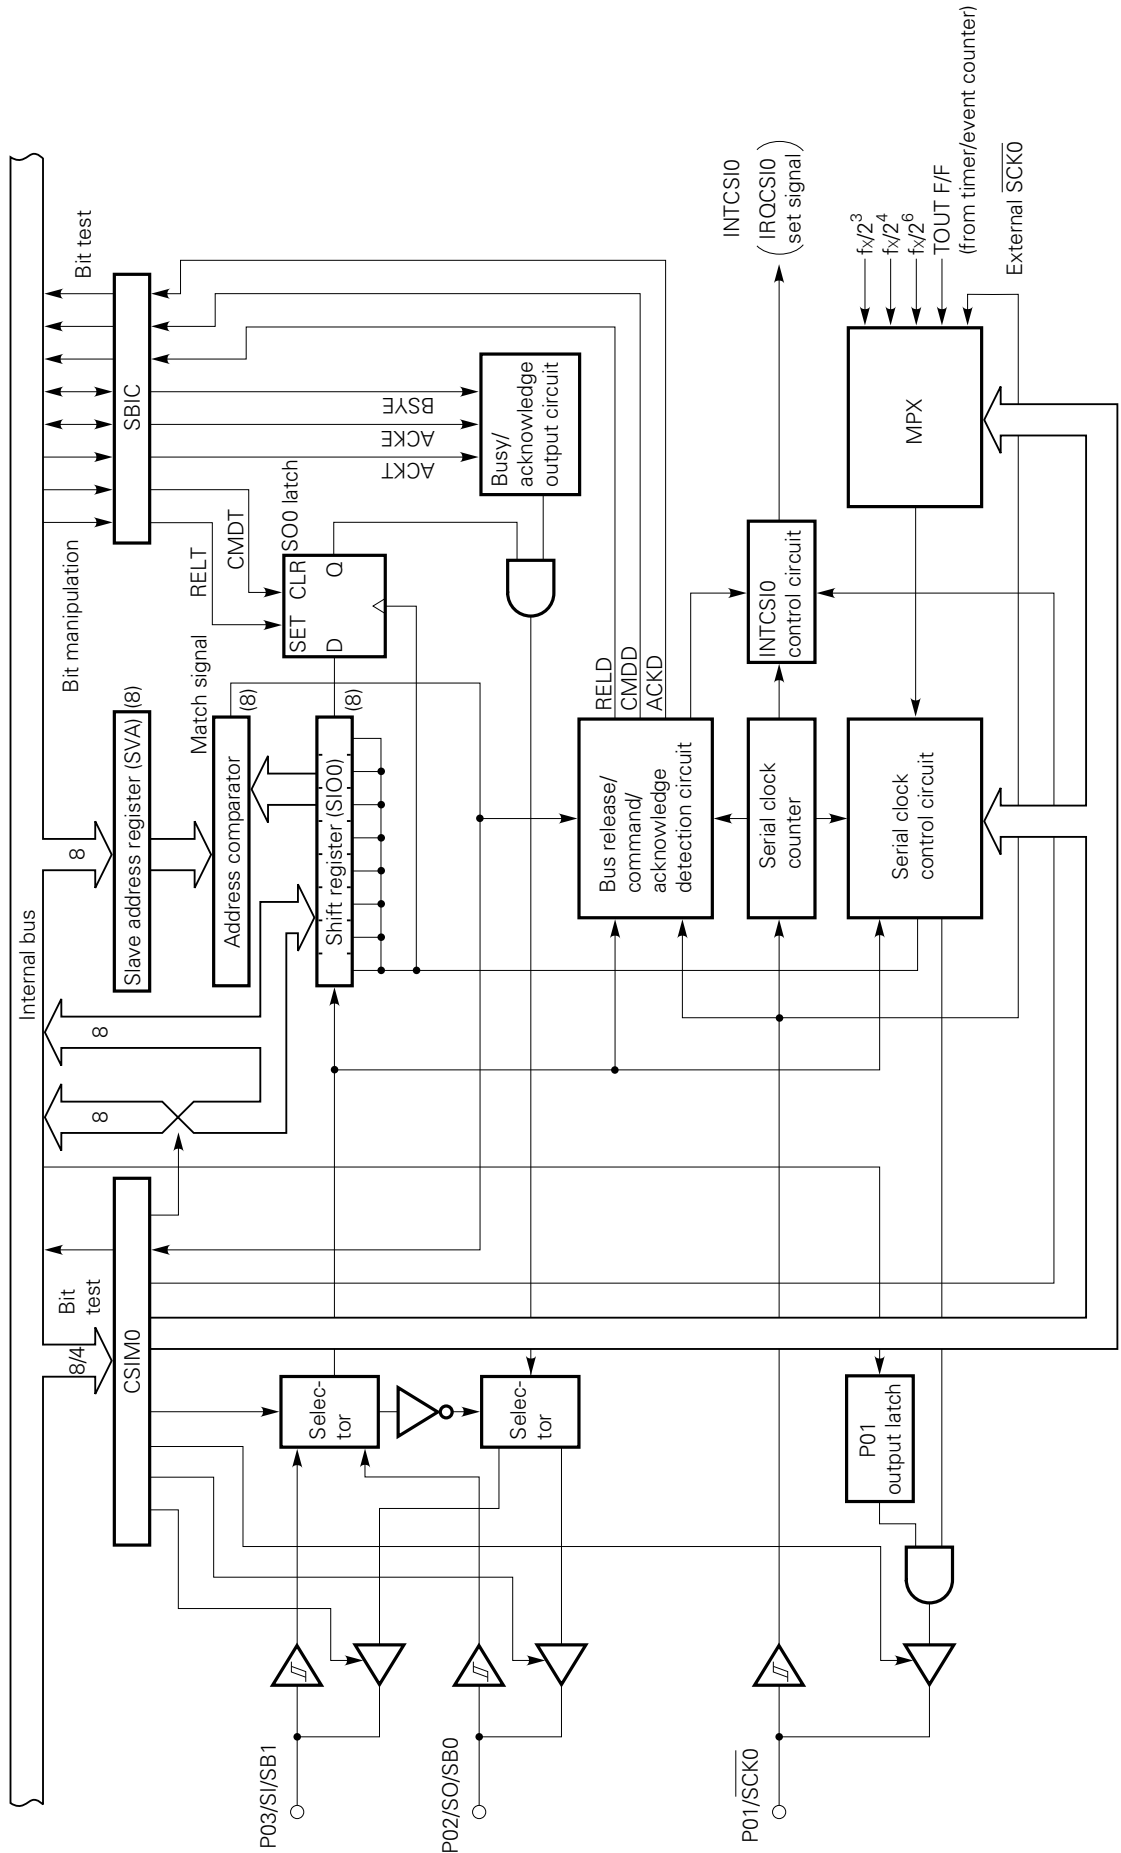 Internal bus
8/4
Bit
test
8
8
8
Bit manipulation
Bit test
CSIM0
Slave address register (SVA) (8)
SBIC
Match signal
RELT
CMDT
Address comparator
(8)
SET CLR
SO0 latch
D Q
ACKT
ACKE
BSYE
Shift register (SIO0)
(8)
Busy/
acknowledge
output circuit
P03/SI/SB1
Selec-
tor
P02/SO/SB0
Selec-
tor
Bus release/
command/
acknowledge
detection circuit
RELD
CMDD
ACKD
P01/SCK0
Serial clock
counter
INTCSI0
control circuit
INTCSI0
(IRQCSI0
set signal)
P01
output latch
Serial clock
control circuit
MPX
fx/2³
fx/2⁴
fx/2⁶
TOUT F/F
(from timer/event counter)
External SCK0